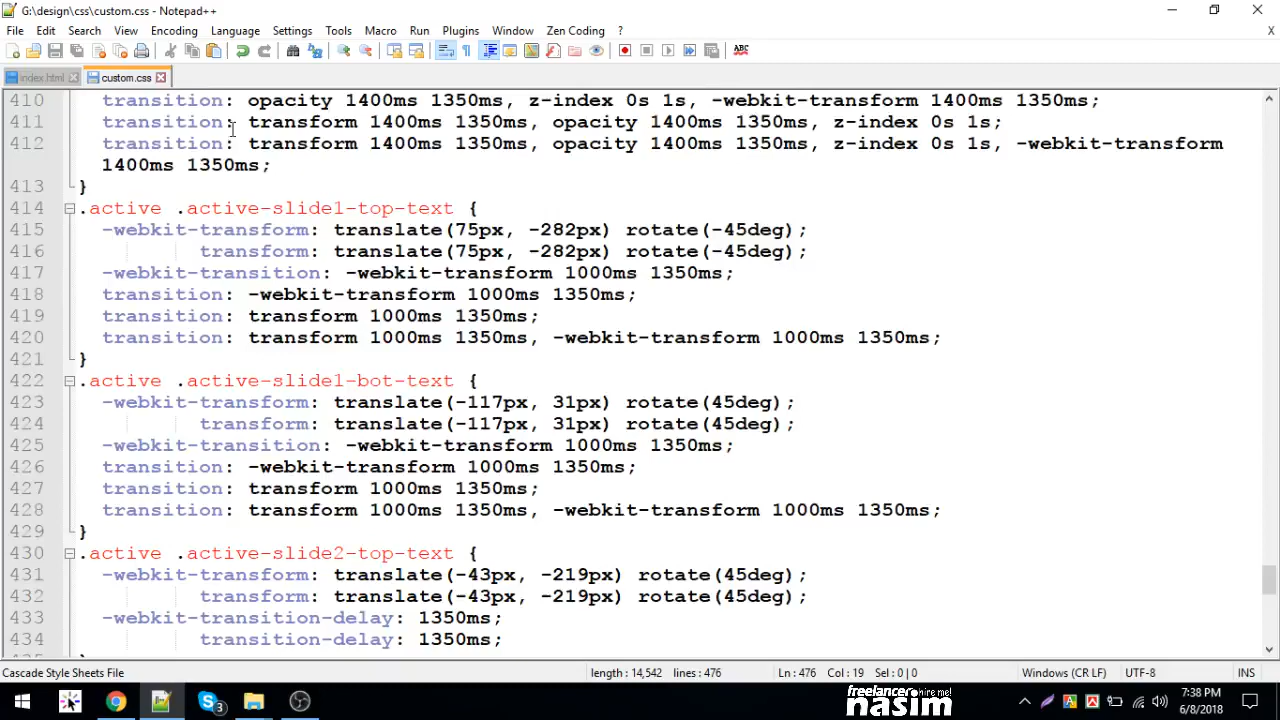 G:\design\css\custom.css - Notepad++
File Edit Search View Encoding Language Settings Tools Macro Run Plugins Window Zen Coding ? X
ABC
index.html custom.css
410 transition: opacity 1400ms 1350ms, z-index 0s 1s, -webkit-transform 1400ms 1350ms;
411 transition: transform 1400ms 1350ms, opacity 1400ms 1350ms, z-index 0s 1s;
412 transition: transform 1400ms 1350ms, opacity 1400ms 1350ms, z-index 0s 1s, -webkit-transform
1400ms 1350ms;
413 }
414 .active .active-slide1-top-text {
415 -webkit-transform: translate(75px, -282px) rotate(-45deg);
416 transform: translate(75px, -282px) rotate(-45deg);
417 -webkit-transition: -webkit-transform 1000ms 1350ms;
418 transition: -webkit-transform 1000ms 1350ms;
419 transition: transform 1000ms 1350ms;
420 transition: transform 1000ms 1350ms, -webkit-transform 1000ms 1350ms;
421 }
422 .active .active-slide1-bot-text {
423 -webkit-transform: translate(-117px, 31px) rotate(45deg);
424 transform: translate(-117px, 31px) rotate(45deg);
425 -webkit-transition: -webkit-transform 1000ms 1350ms;
426 transition: -webkit-transform 1000ms 1350ms;
427 transition: transform 1000ms 1350ms;
428 transition: transform 1000ms 1350ms, -webkit-transform 1000ms 1350ms;
429 }
430 .active .active-slide2-top-text {
431 -webkit-transform: translate(-43px, -219px) rotate(45deg);
432 transform: translate(-43px, -219px) rotate(45deg);
433 -webkit-transition-delay: 1350ms;
434 transition-delay: 1350ms;
Cascade Style Sheets File length : 14,542 lines : 476 Ln : 476 Col : 19 Sel : 0 | 0 Windows (CR LF) UTF-8 INS
3 freelancer hire me! 7:38 PM
nasim 6/8/2018